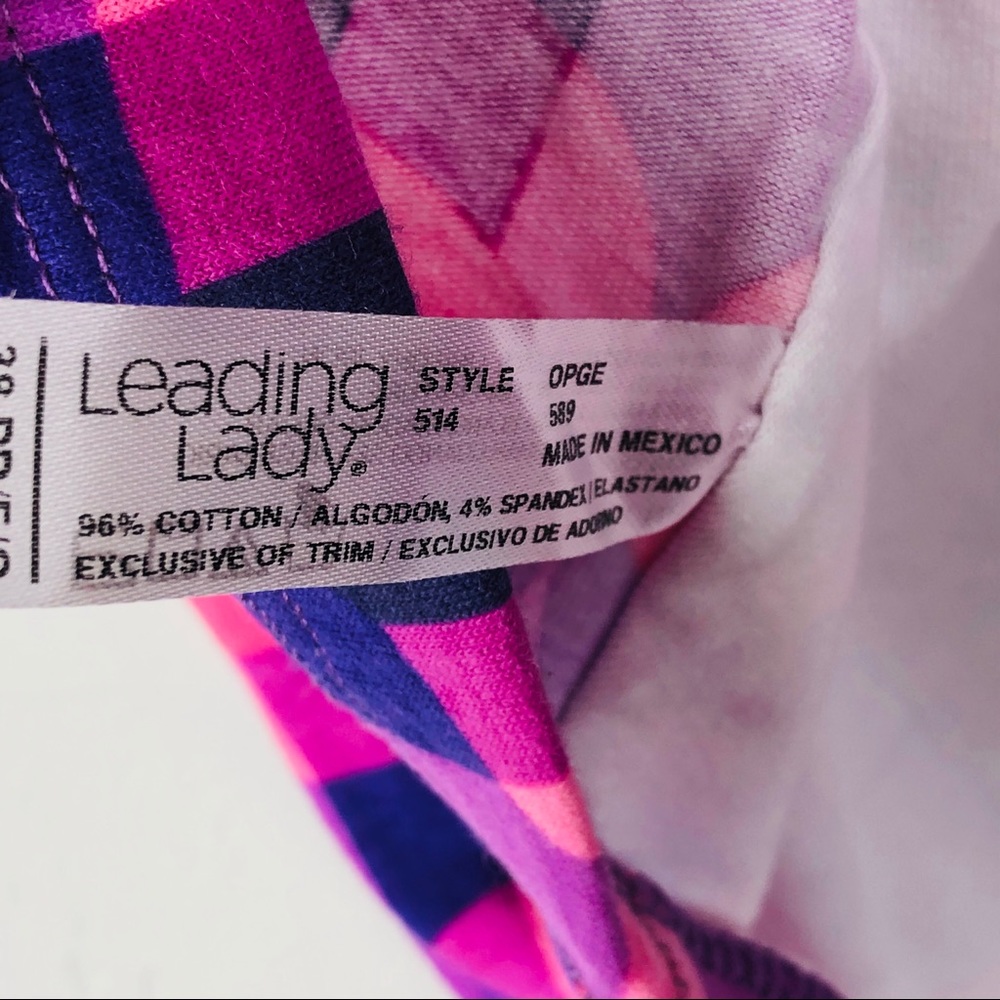 Leading
Lady®
STYLE
514
OPGE
589
MADE IN MEXICO
96% COTTON / ALGODÓN, 4% SPANDEX/ELASTANO
EXCLUSIVE OF TRIM / EXCLUSIVO DE ADORNO